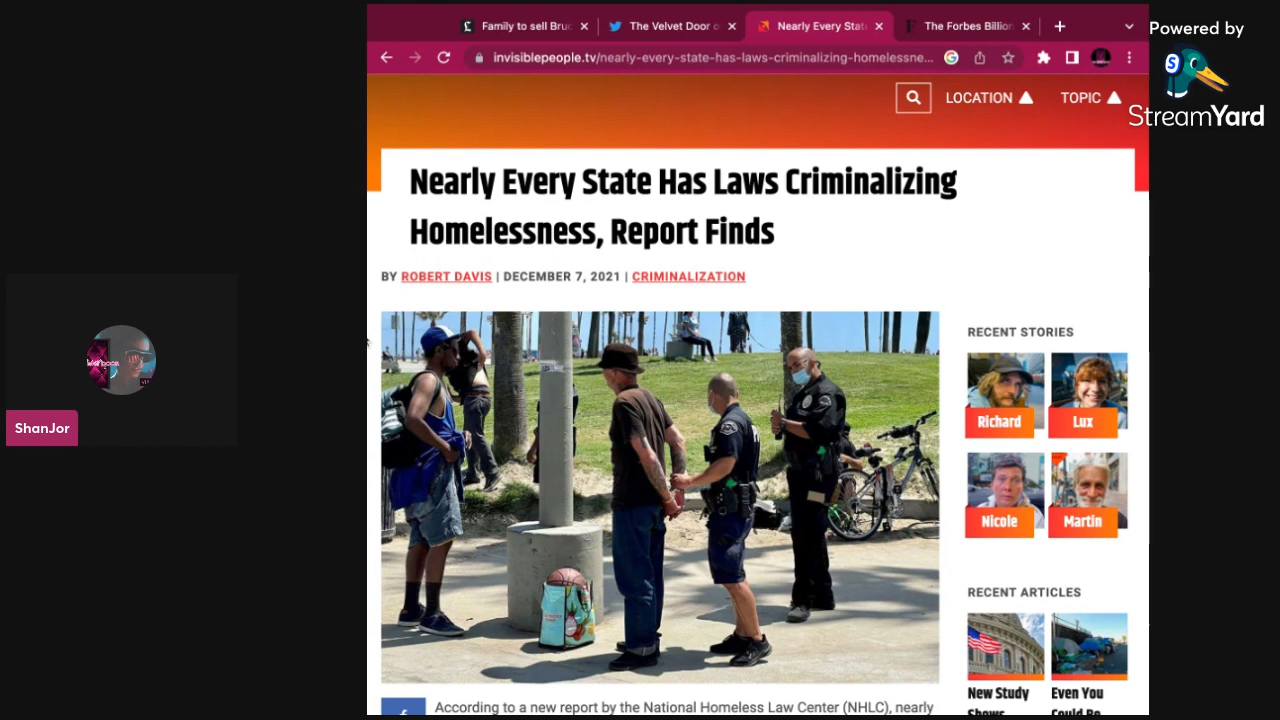 Family to sell Bruc
The Velvet Door o
Nearly Every Stat
The Forbes Billion
Powered by
StreamYard
invisiblepeople.tv/nearly-every-state-has-laws-criminalizing-homelessne...
LOCATION
TOPIC
Nearly Every State Has Laws Criminalizing
Homelessness, Report Finds
BY ROBERT DAVIS | DECEMBER 7, 2021 | CRIMINALIZATION
RECENT STORIES
Richard
Lux
Nicole
Martin
ShanJor
RECENT ARTICLES
New Study
Shows
Even You
Could Be
According to a new report by the National Homeless Law Center (NHLC), nearly